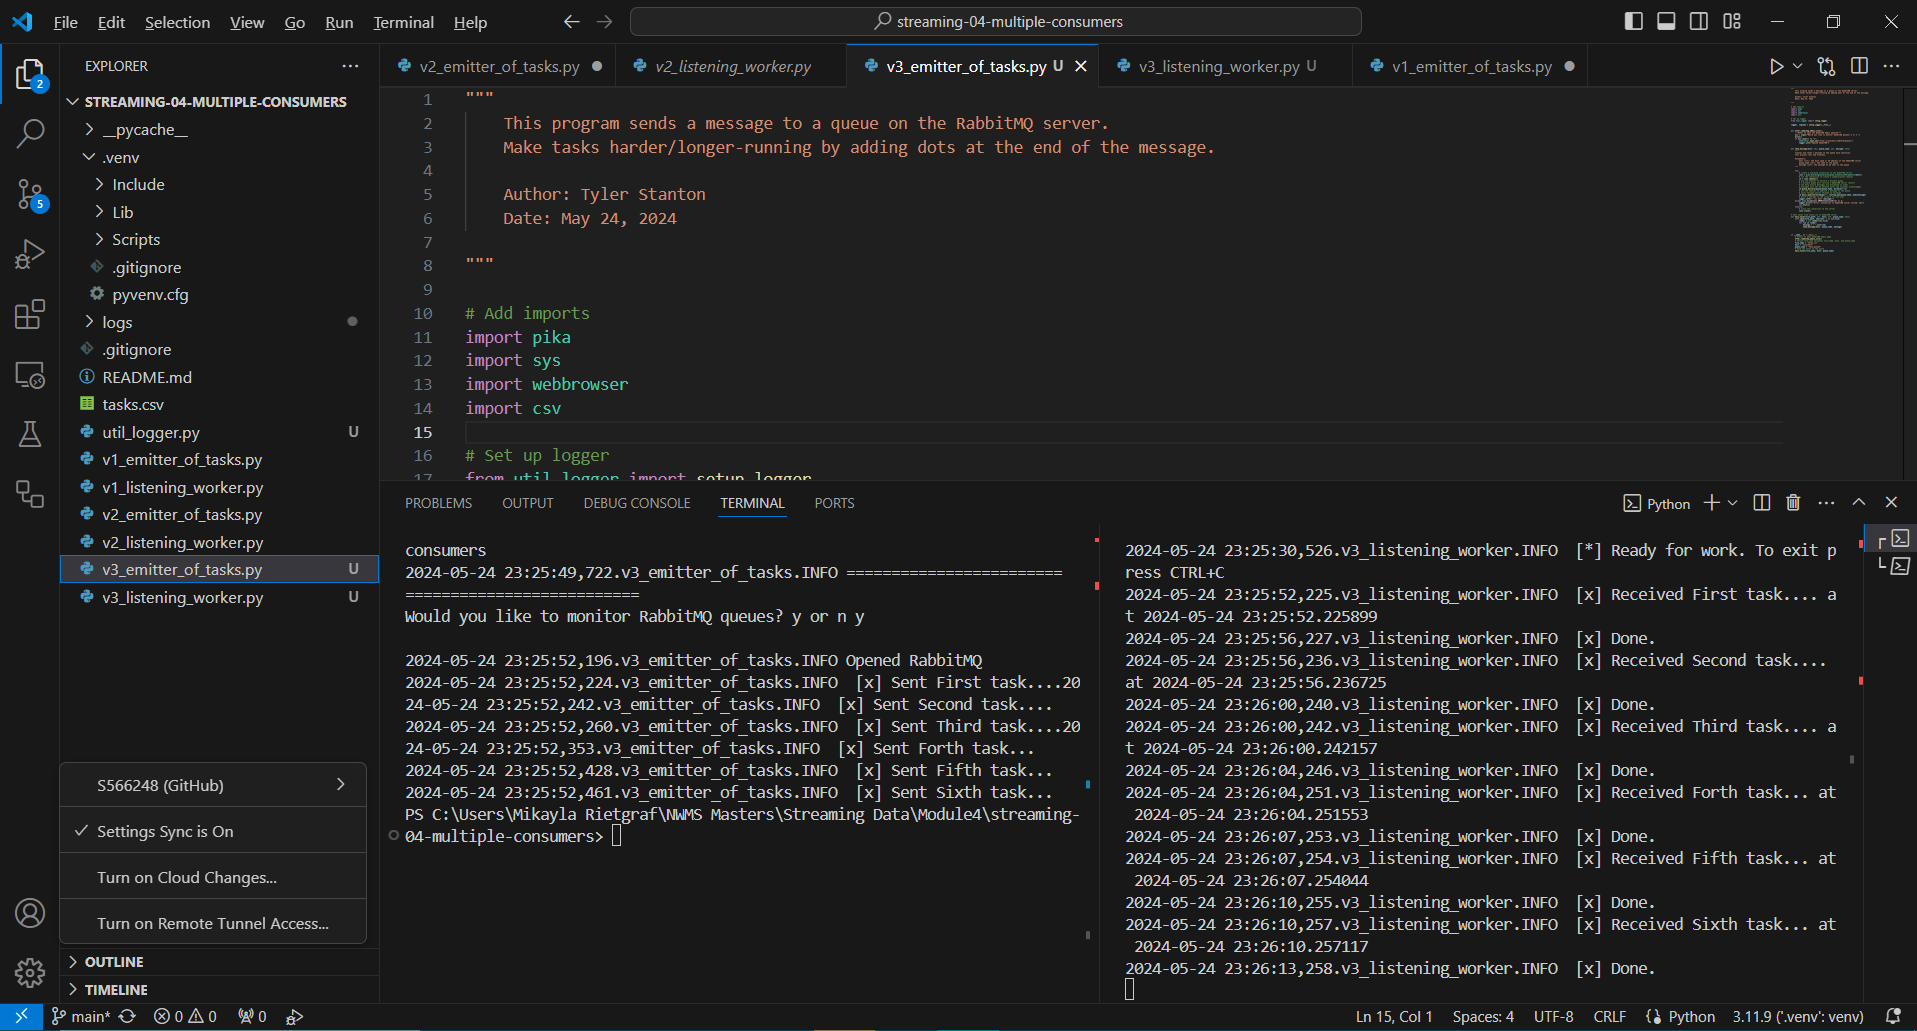 File Edit Selection View Go Run Terminal Help
streaming-04-multiple-consumers
EXPLORER
v2_emitter_of_tasks.py
v2_listening_worker.py
v3_emitter_of_tasks.py U
v3_listening_worker.py U
v1_emitter_of_tasks.py
2
5
STREAMING-04-MULTIPLE-CONSUMERS
__pycache__
.venv
Include
Lib
Scripts
.gitignore
pyvenv.cfg
logs
.gitignore
README.md
tasks.csv
util_logger.py U
v1_emitter_of_tasks.py
v1_listening_worker.py
v2_emitter_of_tasks.py
v2_listening_worker.py
v3_emitter_of_tasks.py U
v3_listening_worker.py U
S566248 (GitHub)
Settings Sync is On
Turn on Cloud Changes...
Turn on Remote Tunnel Access...
OUTLINE
TIMELINE
1 """
2 This program sends a message to a queue on the RabbitMQ server.
3 Make tasks harder/longer-running by adding dots at the end of the message.
4
5 Author: Tyler Stanton
6 Date: May 24, 2024
7
8 """
9
10 # Add imports
11 import pika
12 import sys
13 import webbrowser
14 import csv
15
16 # Set up logger
17 from util_logger import setup_logger
PROBLEMS OUTPUT DEBUG CONSOLE TERMINAL PORTS
Python
consumers
2024-05-24 23:25:49,722.v3_emitter_of_tasks.INFO ========================
==========================
Would you like to monitor RabbitMQ queues? y or n y
2024-05-24 23:25:52,196.v3_emitter_of_tasks.INFO Opened RabbitMQ
2024-05-24 23:25:52,224.v3_emitter_of_tasks.INFO  [x] Sent First task....20
24-05-24 23:25:52,242.v3_emitter_of_tasks.INFO  [x] Sent Second task....
2024-05-24 23:25:52,260.v3_emitter_of_tasks.INFO  [x] Sent Third task....20
24-05-24 23:25:52,353.v3_emitter_of_tasks.INFO  [x] Sent Forth task...
2024-05-24 23:25:52,428.v3_emitter_of_tasks.INFO  [x] Sent Fifth task...
2024-05-24 23:25:52,461.v3_emitter_of_tasks.INFO  [x] Sent Sixth task...
PS C:\Users\Mikayla Rietgraf\NWMS Masters\Streaming Data\Module4\streaming-
04-multiple-consumers>
2024-05-24 23:25:30,526.v3_listening_worker.INFO  [*] Ready for work. To exit p
ress CTRL+C
2024-05-24 23:25:52,225.v3_listening_worker.INFO  [x] Received First task.... a
t 2024-05-24 23:25:52.225899
2024-05-24 23:25:56,227.v3_listening_worker.INFO  [x] Done.
2024-05-24 23:25:56,236.v3_listening_worker.INFO  [x] Received Second task....
at 2024-05-24 23:25:56.236725
2024-05-24 23:26:00,240.v3_listening_worker.INFO  [x] Done.
2024-05-24 23:26:00,242.v3_listening_worker.INFO  [x] Received Third task.... a
t 2024-05-24 23:26:00.242157
2024-05-24 23:26:04,246.v3_listening_worker.INFO  [x] Done.
2024-05-24 23:26:04,251.v3_listening_worker.INFO  [x] Received Forth task... at
2024-05-24 23:26:04.251553
2024-05-24 23:26:07,253.v3_listening_worker.INFO  [x] Done.
2024-05-24 23:26:07,254.v3_listening_worker.INFO  [x] Received Fifth task... at
2024-05-24 23:26:07.254044
2024-05-24 23:26:10,255.v3_listening_worker.INFO  [x] Done.
2024-05-24 23:26:10,257.v3_listening_worker.INFO  [x] Received Sixth task... at
2024-05-24 23:26:10.257117
2024-05-24 23:26:13,258.v3_listening_worker.INFO  [x] Done.
main* 0 0 0
Ln 15, Col 1 Spaces: 4 UTF-8 CRLF Python 3.11.9 ('.venv': venv)